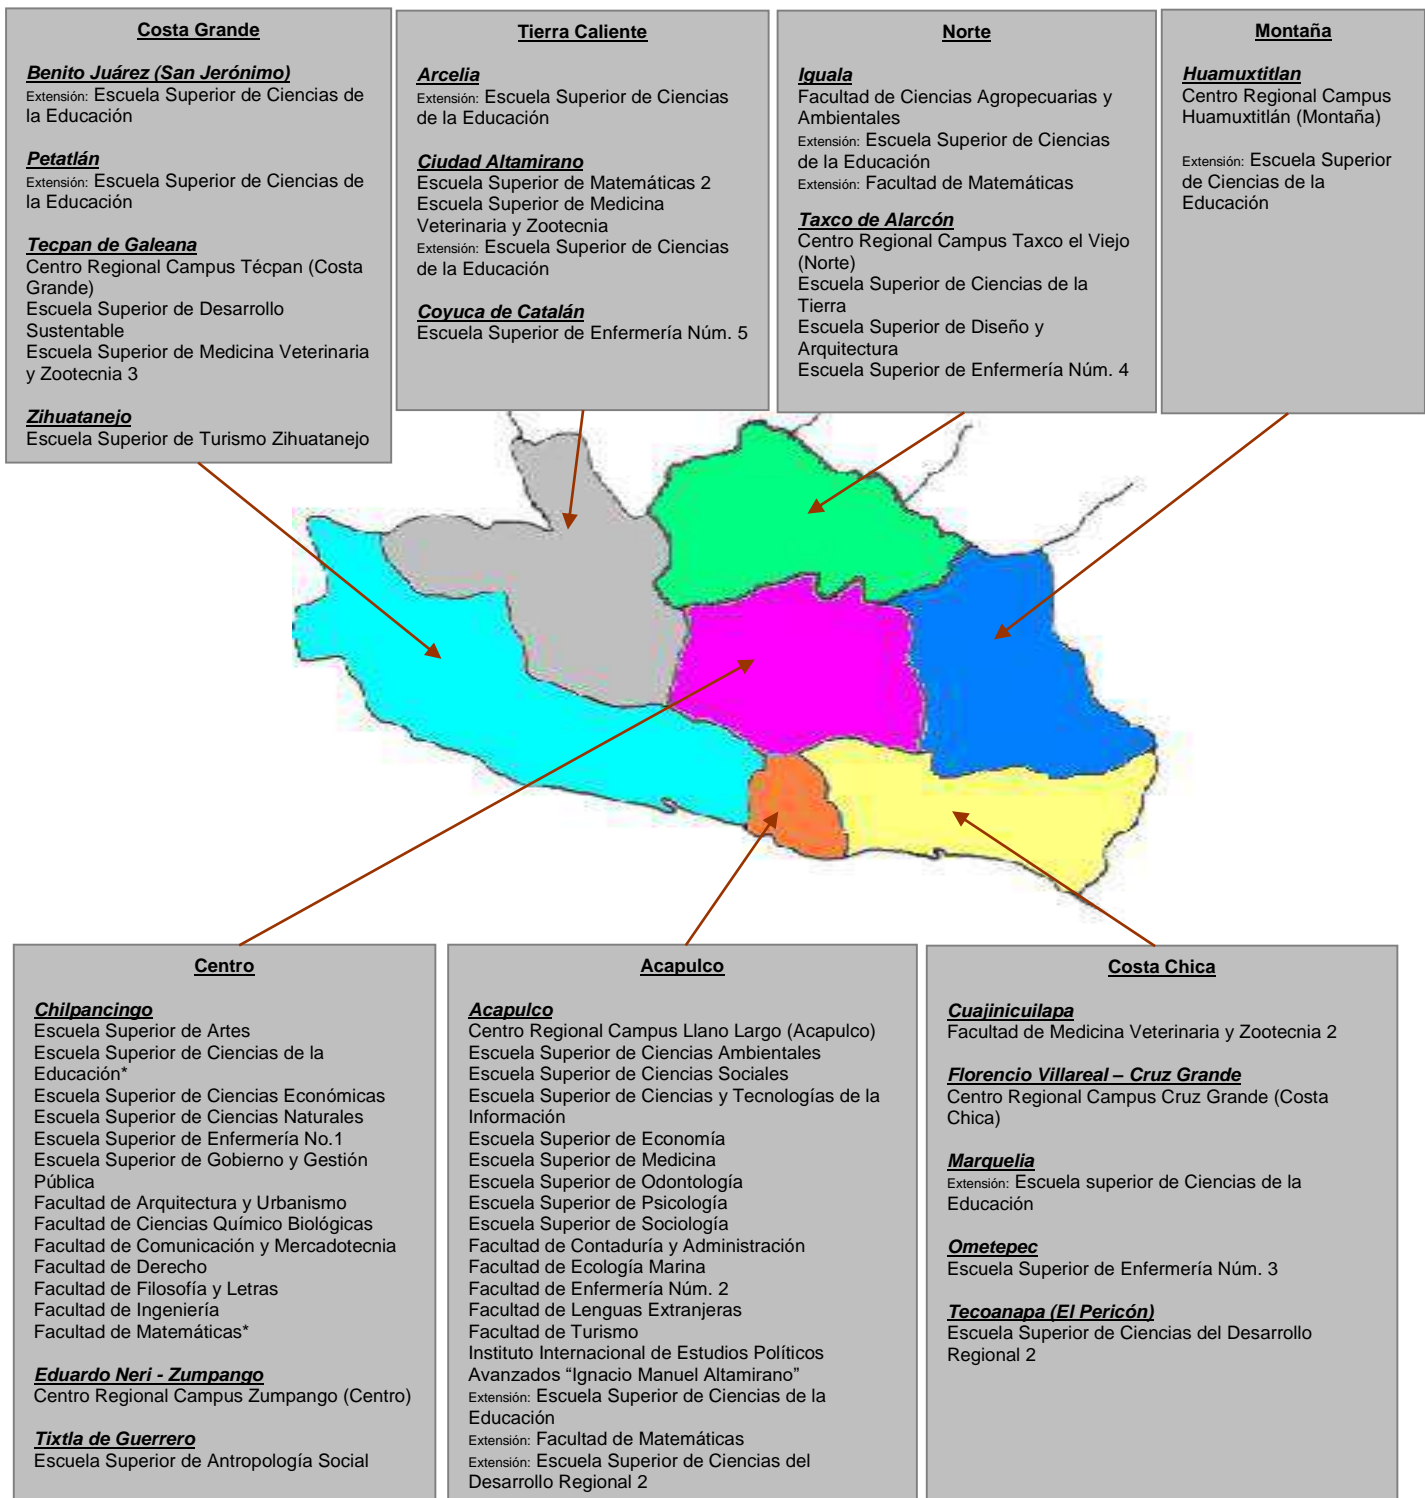 Costa Grande
Benito Juárez (San Jerónimo)
Extensión: Escuela Superior de Ciencias de
la Educación
Petatlán
Extensión: Escuela Superior de Ciencias de
la Educación
Tecpan de Galeana
Centro Regional Campus Técpan (Costa
Grande)
Escuela Superior de Desarrollo
Sustentable
Escuela Superior de Medicina Veterinaria
y Zootecnia 3
Zihuatanejo
Escuela Superior de Turismo Zihuatanejo
Tierra Caliente
Arcelia
Extensión: Escuela Superior de Ciencias
de la Educación
Ciudad Altamirano
Escuela Superior de Matemáticas 2
Escuela Superior de Medicina
Veterinaria y Zootecnia
Extensión: Escuela Superior de Ciencias
de la Educación
Coyuca de Catalán
Escuela Superior de Enfermería Núm. 5
Norte
Iguala
Facultad de Ciencias Agropecuarias y
Ambientales
Extensión: Escuela Superior de Ciencias
de la Educación
Extensión: Facultad de Matemáticas
Taxco de Alarcón
Centro Regional Campus Taxco el Viejo
(Norte)
Escuela Superior de Ciencias de la
Tierra
Escuela Superior de Diseño y
Arquitectura
Escuela Superior de Enfermería Núm. 4
Montaña
Huamuxtitlan
Centro Regional Campus
Huamuxtitlán (Montaña)
Extensión: Escuela Superior
de Ciencias de la
Educación
Centro
Chilpancingo
Escuela Superior de Artes
Escuela Superior de Ciencias de la
Educación*
Escuela Superior de Ciencias Económicas
Escuela Superior de Ciencias Naturales
Escuela Superior de Enfermería No.1
Escuela Superior de Gobierno y Gestión
Pública
Facultad de Arquitectura y Urbanismo
Facultad de Ciencias Químico Biológicas
Facultad de Comunicación y Mercadotecnia
Facultad de Derecho
Facultad de Filosofía y Letras
Facultad de Ingeniería
Facultad de Matemáticas*
Eduardo Neri - Zumpango
Centro Regional Campus Zumpango (Centro)
Tixtla de Guerrero
Escuela Superior de Antropología Social
Acapulco
Acapulco
Centro Regional Campus Llano Largo (Acapulco)
Escuela Superior de Ciencias Ambientales
Escuela Superior de Ciencias Sociales
Escuela Superior de Ciencias y Tecnologías de la
Información
Escuela Superior de Economía
Escuela Superior de Medicina
Escuela Superior de Odontología
Escuela Superior de Psicología
Escuela Superior de Sociología
Facultad de Contaduría y Administración
Facultad de Ecología Marina
Facultad de Enfermería Núm. 2
Facultad de Lenguas Extranjeras
Facultad de Turismo
Instituto Internacional de Estudios Políticos
Avanzados “Ignacio Manuel Altamirano”
Extensión: Escuela Superior de Ciencias de la
Educación
Extensión: Facultad de Matemáticas
Extensión: Escuela Superior de Ciencias del
Desarrollo Regional 2
Costa Chica
Cuajinicuilapa
Facultad de Medicina Veterinaria y Zootecnia 2
Florencio Villareal – Cruz Grande
Centro Regional Campus Cruz Grande (Costa
Chica)
Marquelia
Extensión: Escuela superior de Ciencias de la
Educación
Ometepec
Escuela Superior de Enfermería Núm. 3
Tecoanapa (El Pericón)
Escuela Superior de Ciencias del Desarrollo
Regional 2